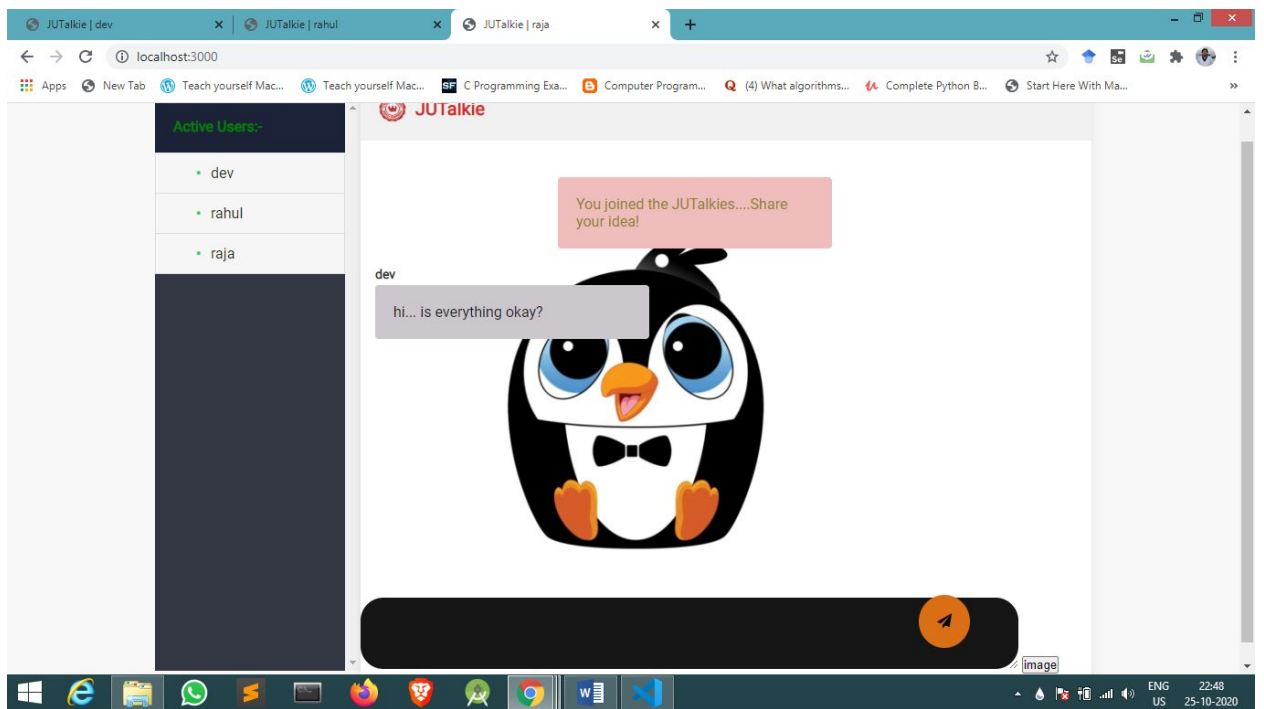 JUTalkie | dev
JUTalkie | rahul
JUTalkie | raja
localhost:3000
Apps
New Tab
Teach yourself Mac...
Teach yourself Mac...
SF
C Programming Exa...
Computer Program...
(4) What algorithms...
Complete Python B...
Start Here With Ma...
Se
JUTalkie
Active Users:-
dev
rahul
raja
You joined the JUTalkies....Share
your idea!
dev
hi... is everything okay?
image
ENG
US
22:48
25-10-2020